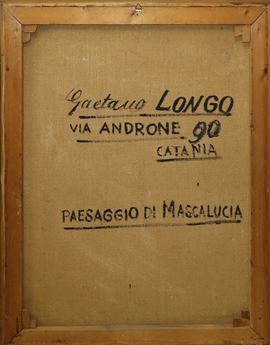 Gaetano LONGO
VIA ANDRONE 90
CATANIA
PAESAGGIO DI MASCALUCIA